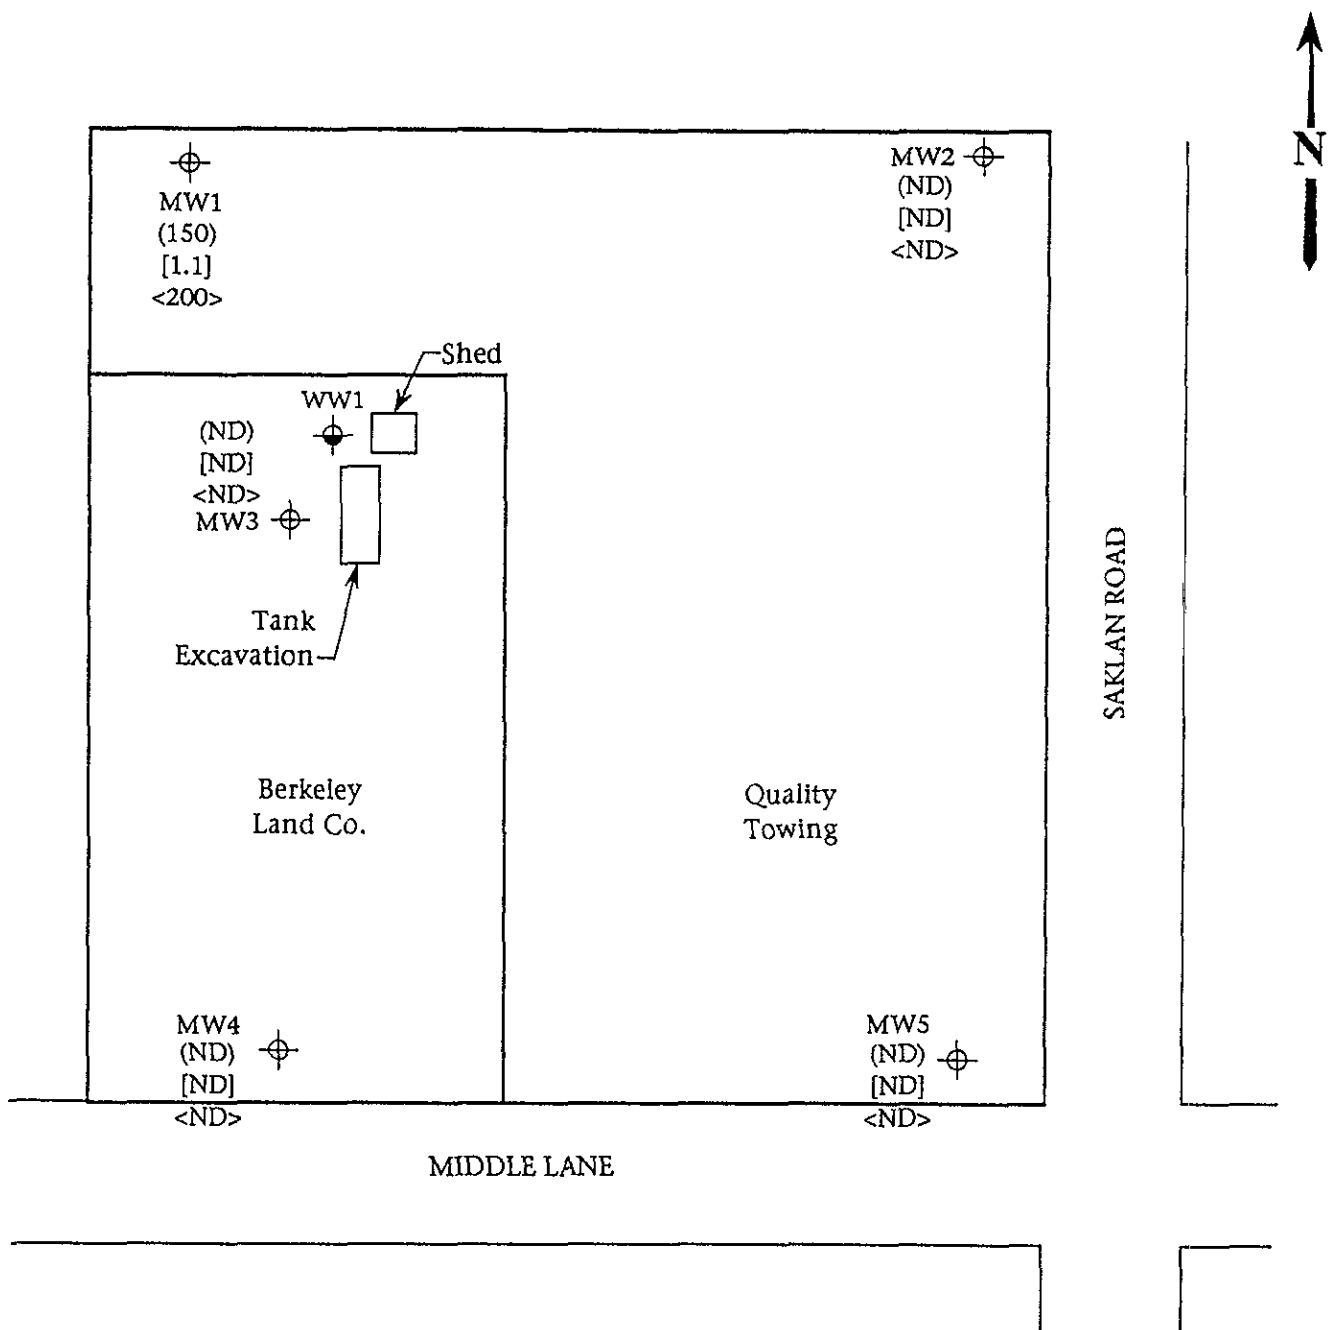 N
MW1
(150)
[1.1]
<200>
MW2
(ND)
[ND]
<ND>
Shed
WW1
(ND)
[ND]
<ND>
MW3
Tank
Excavation
SAKLAN ROAD
Berkeley
Land Co.
Quality
Towing
MW4
(ND)
[ND]
<ND>
MW5
(ND)
[ND]
<ND>
MIDDLE LANE